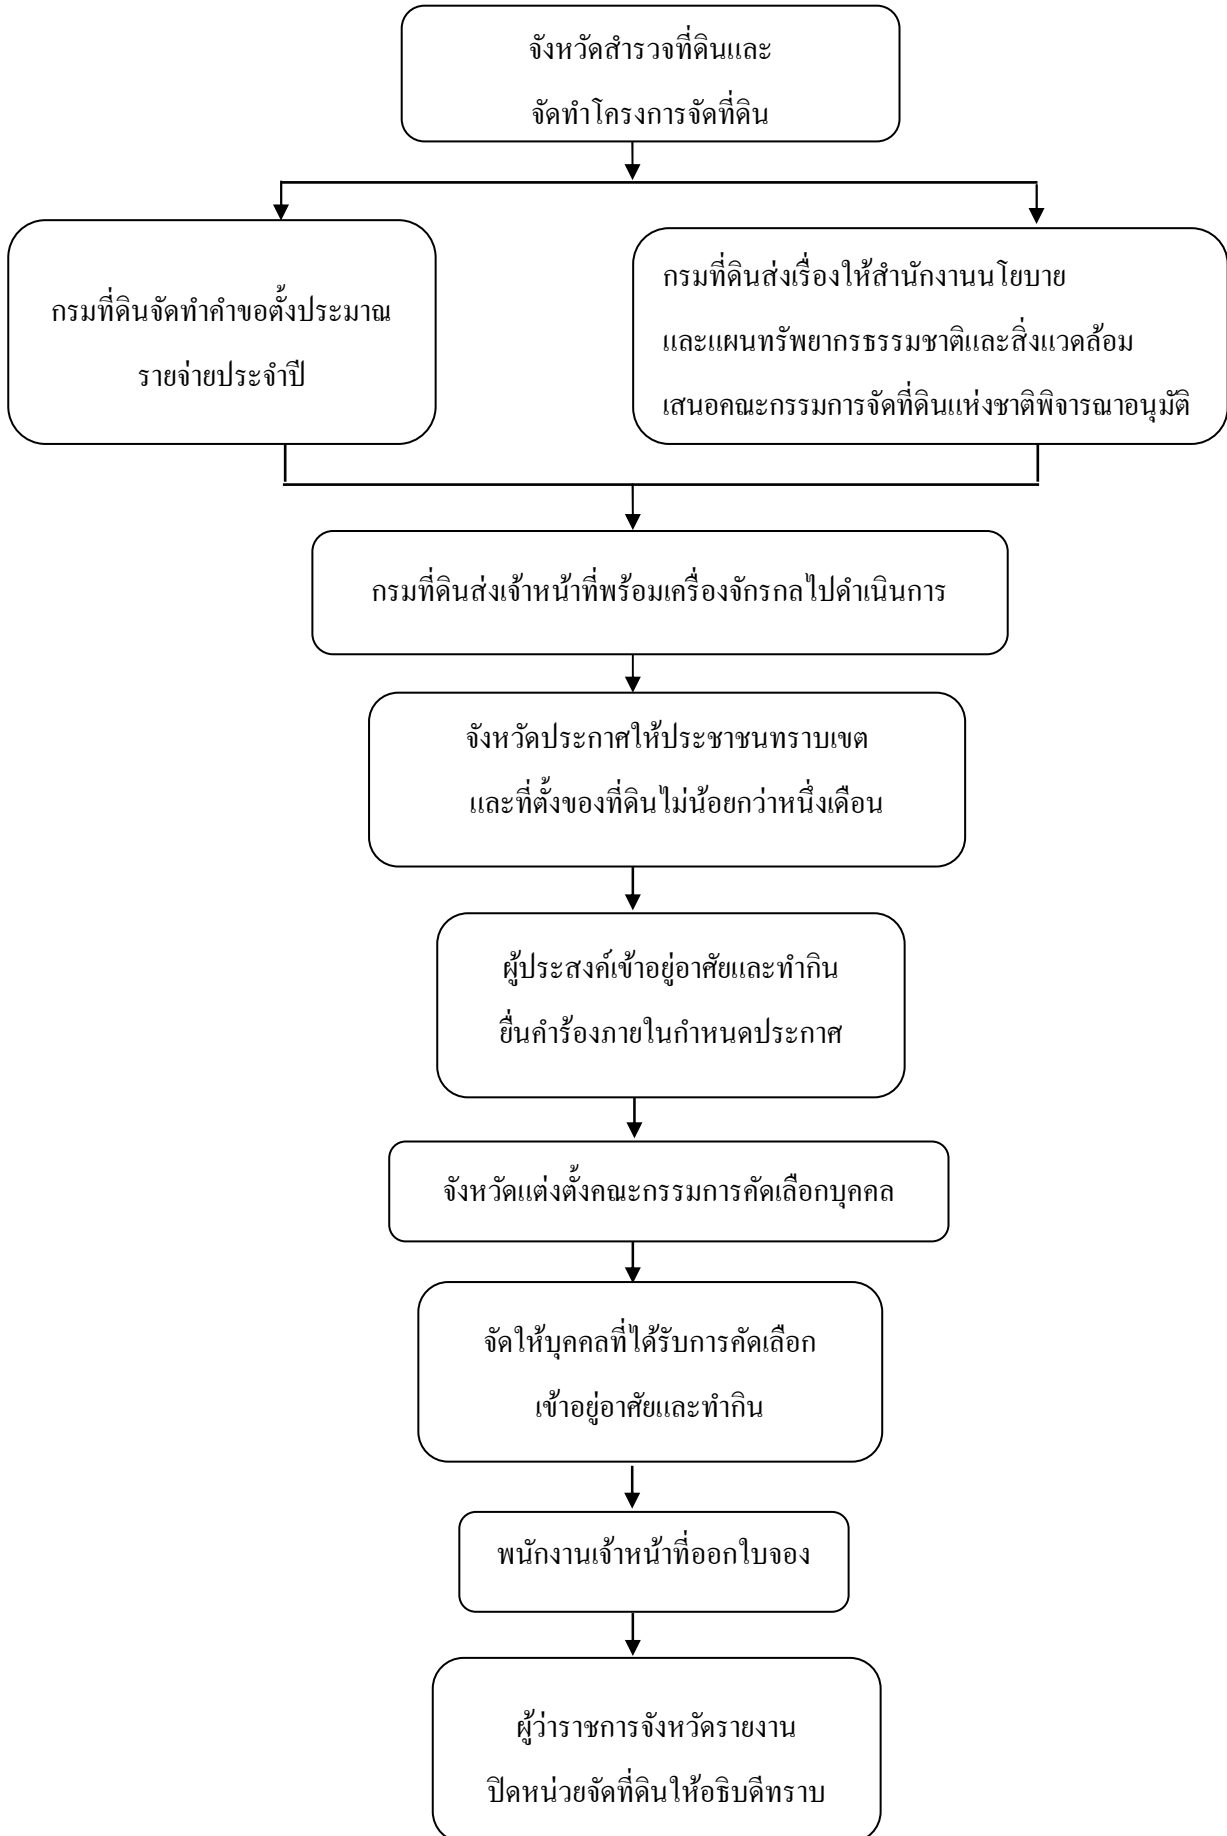 จังหวัดสำรวจที่ดินและ
จัดทำโครงการจัดที่ดิน
กรมที่ดินจัดทำคำขอตั้งประมาณ
รายจ่ายประจำปี
กรมที่ดินส่งเรื่องให้สำนักงานนโยบาย
และแผนทรัพยากรธรรมชาติและสิ่งแวดล้อม
เสนอคณะกรรมการจัดที่ดินแห่งชาติพิจารณาอนุมัติ
กรมที่ดินส่งเจ้าหน้าที่พร้อมเครื่องจักรกลไปดำเนินการ
จังหวัดประกาศให้ประชาชนทราบเขต
และที่ตั้งของที่ดินไม่น้อยกว่าหนึ่งเดือน
ผู้ประสงค์เข้าอยู่อาศัยและทำกิน
ยื่นคำร้องภายในกำหนดประกาศ
จังหวัดแต่งตั้งคณะกรรมการคัดเลือกบุคคล
จัดให้บุคคลที่ได้รับการคัดเลือก
เข้าอยู่อาศัยและทำกิน
พนักงานเจ้าหน้าที่ออกใบจอง
ผู้ว่าราชการจังหวัดรายงาน
ปิดหน่วยจัดที่ดินให้อธิบดีทราบ